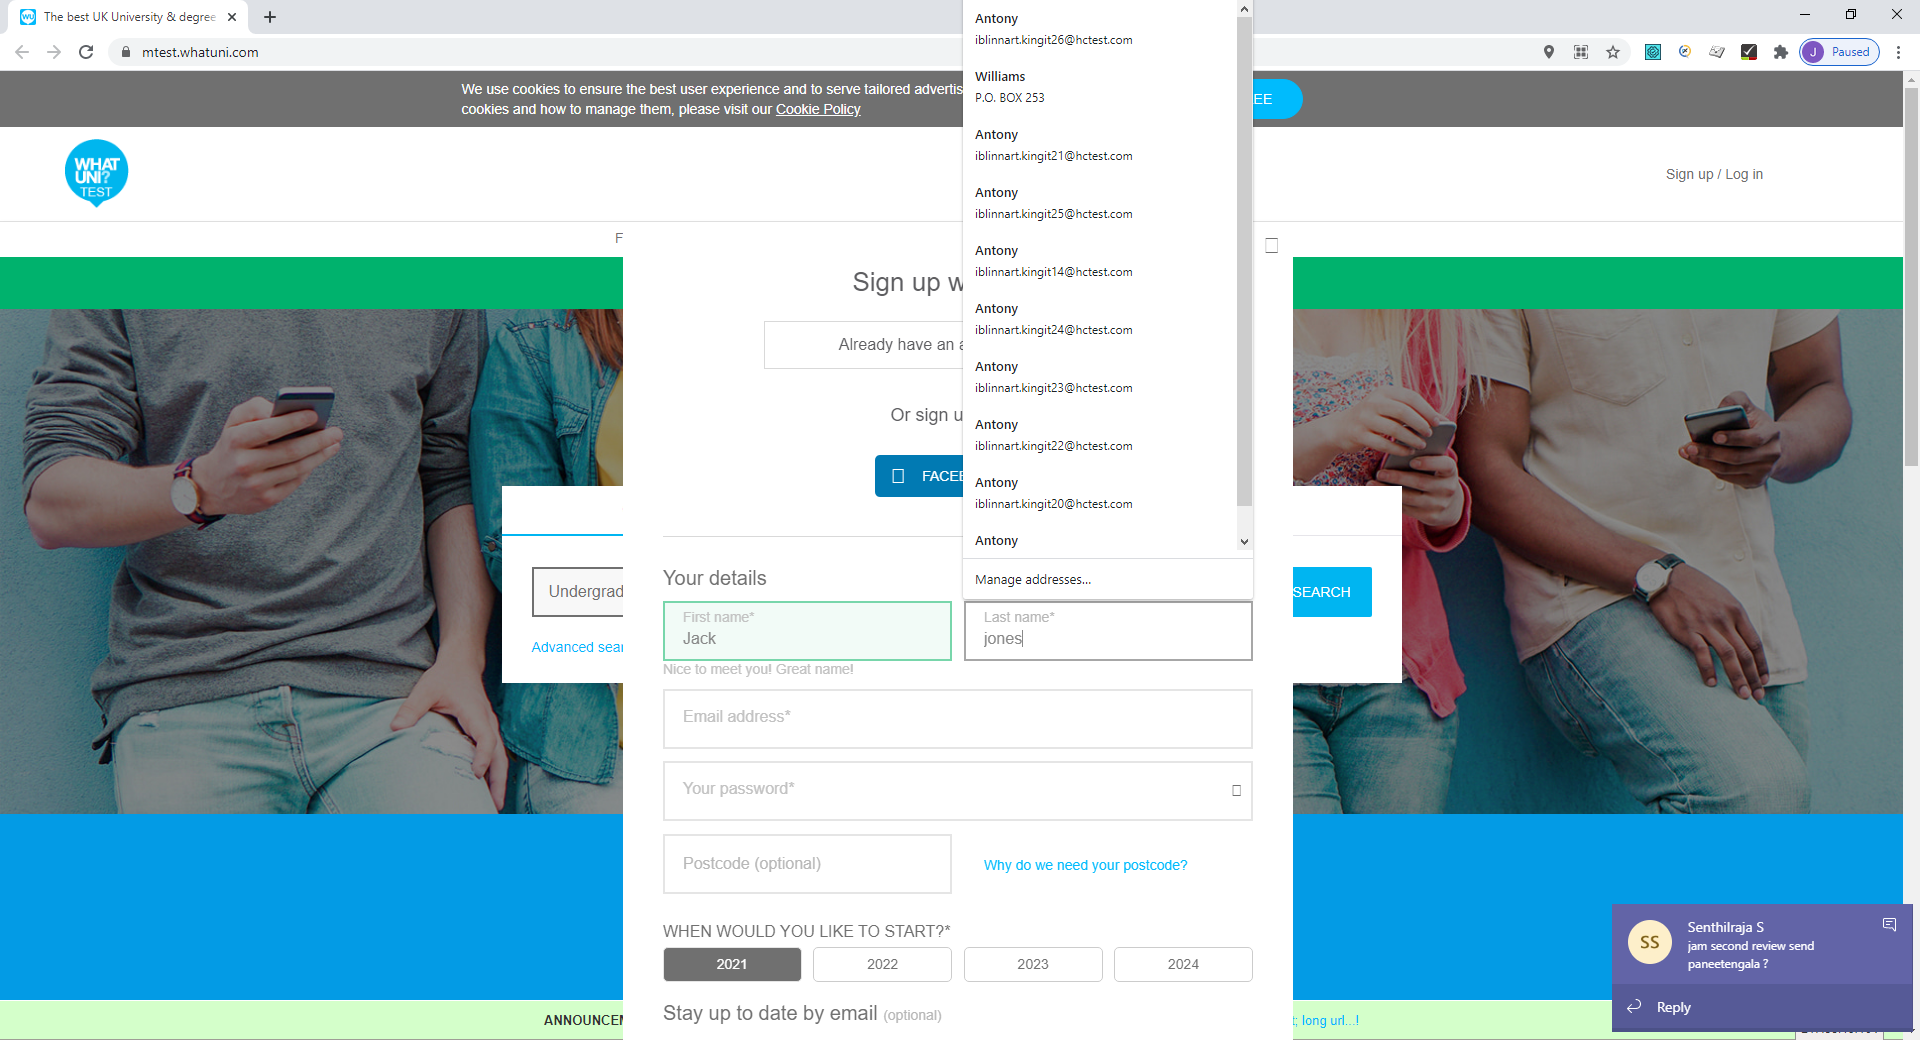 The best UK University & degree
mtest.whatuni.com
J
Paused
We use cookies to ensure the best user experience and to serve tailored advertis
cookies and how to manage them, please visit our Cookie Policy
EE
WHAT
UNI?
TEST
Sign up / Log in
F
Antony
iblinnart.kingit26@hctest.com
Williams
P.O. BOX 253
Antony
iblinnart.kingit21@hctest.com
Antony
iblinnart.kingit25@hctest.com
Antony
iblinnart.kingit14@hctest.com
Antony
iblinnart.kingit24@hctest.com
Antony
iblinnart.kingit23@hctest.com
Antony
iblinnart.kingit22@hctest.com
Antony
iblinnart.kingit20@hctest.com
Antony
Manage addresses...
Sign up w
Already have an a
Or sign u
FACEB
Undergrad
SEARCH
Advanced sear
Your details
First name*
Jack
Last name*
jones
Nice to meet you! Great name!
Email address*
Your password*
Postcode (optional)
Why do we need your postcode?
WHEN WOULD YOU LIKE TO START?*
2021 2022 2023 2024
Stay up to date by email (optional)
ANNOUNCEM
t; long url...!
SS
Senthilraja S
jam second review send
paneetengala ?
Reply